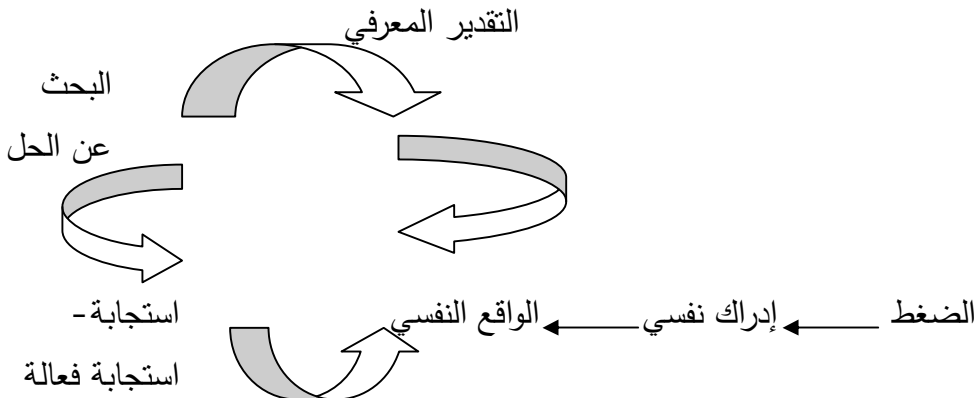 التقدير المعرفي
البحث
عن الحل
الضغط
إدراك نفسي
الواقع النفسي
استجابة-
استجابة فعالة